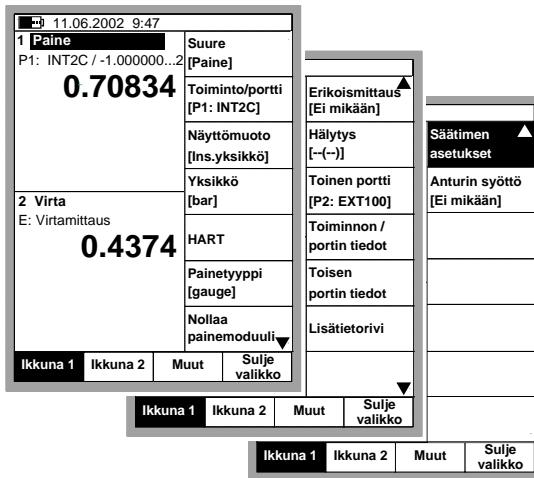 11.06.2002 9:47
1 Paine
P1: INT2C / -1.000000...2
0.70834
2 Virta
E: Virtamittaus
0.4374
Suure
[Paine]
Toiminto/portti
[P1: INT2C]
Näyttömuoto
[Ins.yksikkö]
Yksikkö
[bar]
HART
Painetyyppi
[gauge]
Nollaa
painemoduuli
Ikkuna 1 Ikkuna 2 Muut Sulje
valikko
Erikoismittaus
[Ei mikään]
Hälytys
[--(--)]
Toinen portti
[P2: EXT100]
Toiminnon /
portin tiedot
Toisen
portin tiedot
Lisätietorivi
Ikkuna 1 Ikkuna 2 Muut Sulje
valikko
Säätimen
asetukset
Anturin syöttö
[Ei mikään]
Ikkuna 1 Ikkuna 2 Muut Sulje
valikko